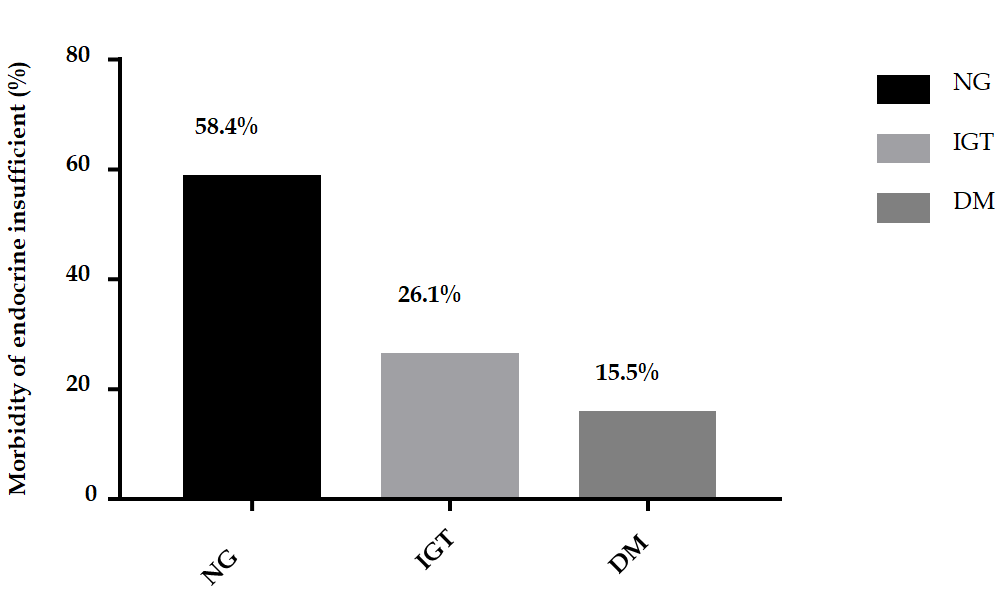 Morbidity of endocrine insufficient (%)
80
60
40
20
0
58.4%
26.1%
15.5%
NG
IGT
DM
NG
IGT
DM